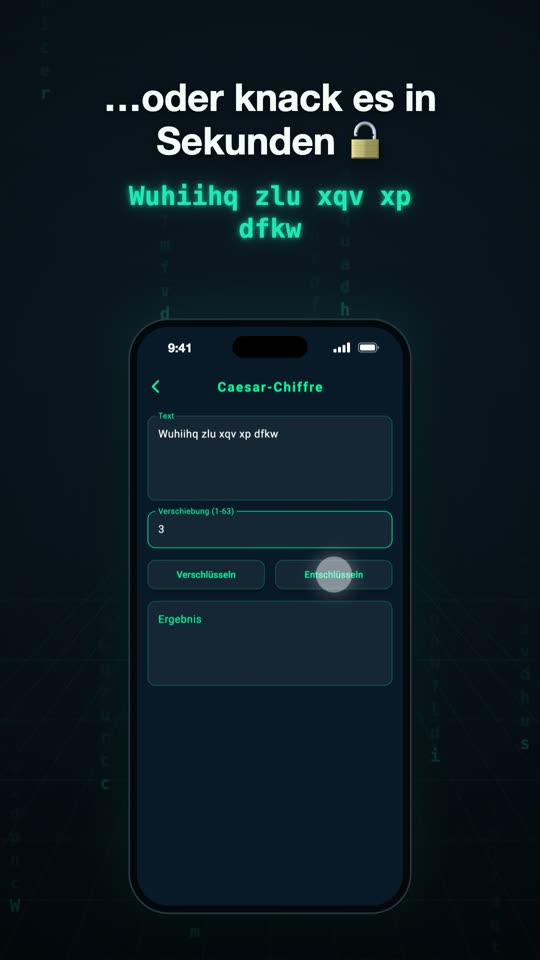 …oder knack es in
Sekunden 🔓
Wuhiihq zlu xqv xp
dfkw
9:41
Caesar-Chiffre
Text
Wuhiihq zlu xqv xp dfkw
Verschiebung (1-63)
3
Verschlüsseln
Entschlüsseln
Ergebnis